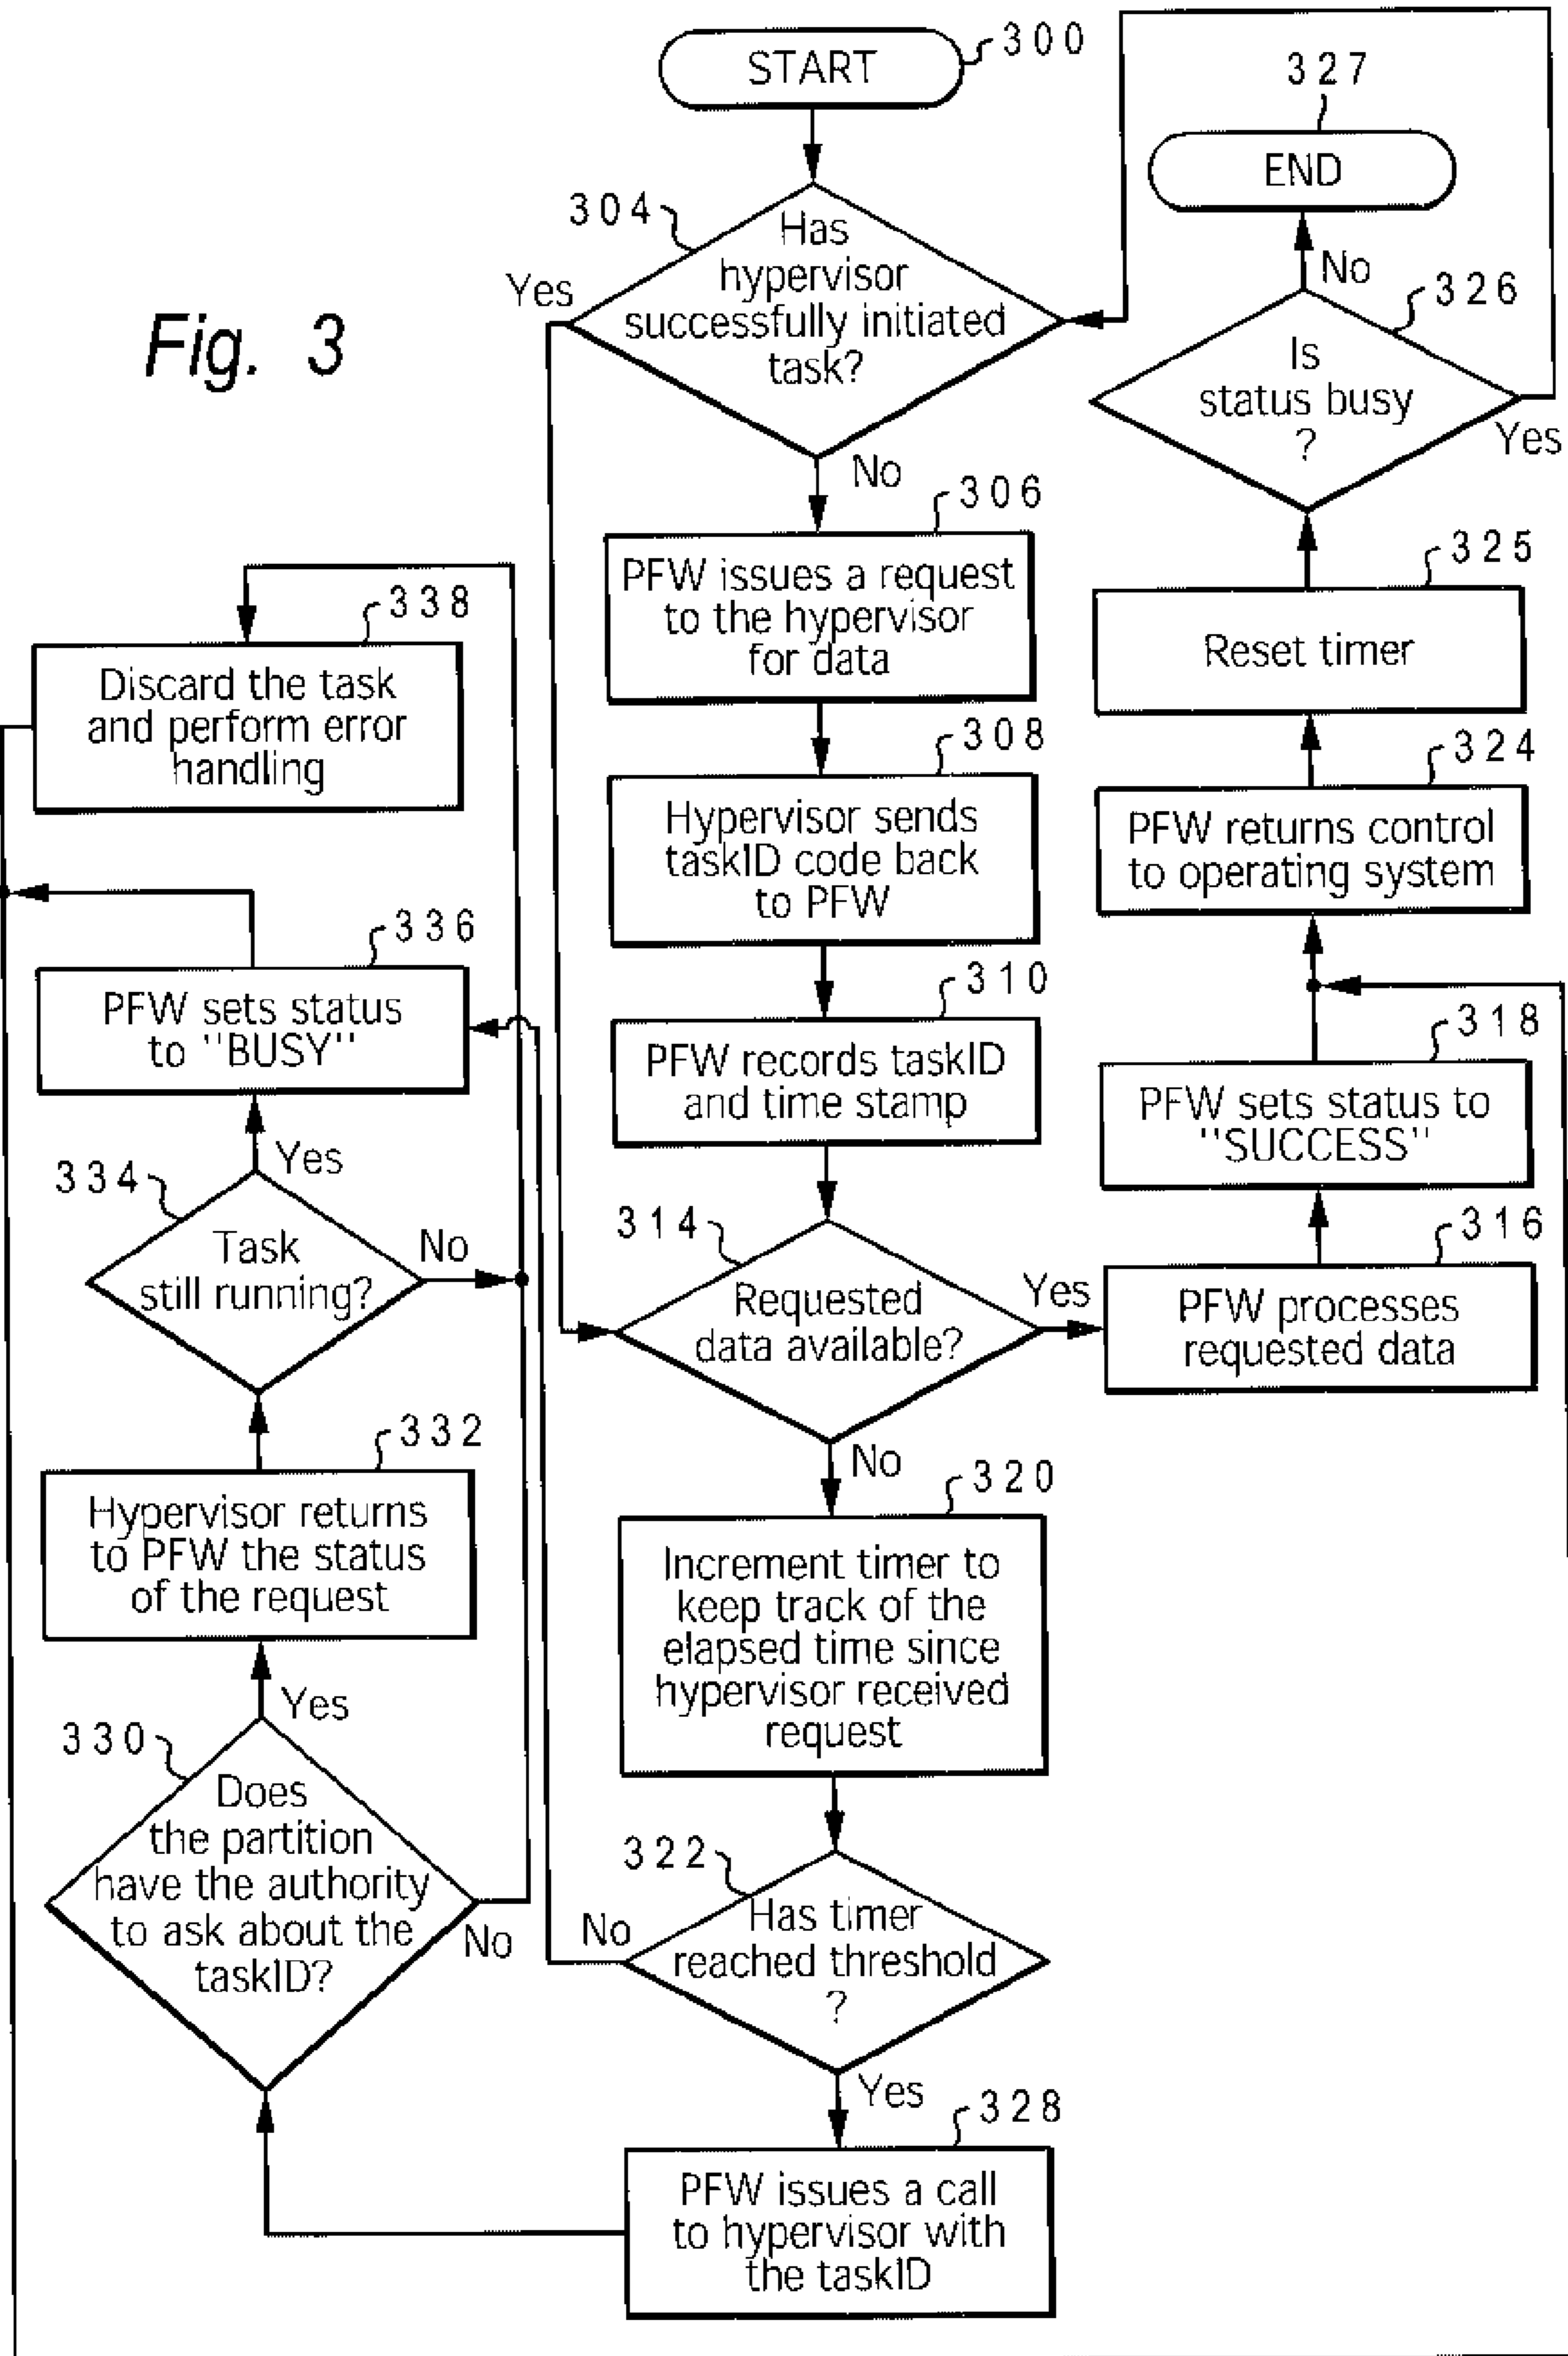 Fig. 3
START
300
304
Has
hypervisor
successfully initiated
task?
Yes
No
306
PFW issues a request
to the hypervisor
for data
308
Hypervisor sends
taskID code back
to PFW
310
PFW records taskID
and time stamp
314
Requested
data available?
Yes
No
316
PFW processes
requested data
318
PFW sets status to
"SUCCESS"
324
PFW returns control
to operating system
325
Reset timer
326
Is
status busy
?
Yes
No
327
END
320
Increment timer to
keep track of the
elapsed time since
hypervisor received
request
322
Has timer
reached threshold
?
No
Yes
328
PFW issues a call
to hypervisor with
the taskID
330
Does
the partition
have the authority
to ask about the
taskID?
Yes
No
332
Hypervisor returns
to PFW the status
of the request
334
Task
still running?
Yes
No
336
PFW sets status
to "BUSY"
338
Discard the task
and perform error
handling